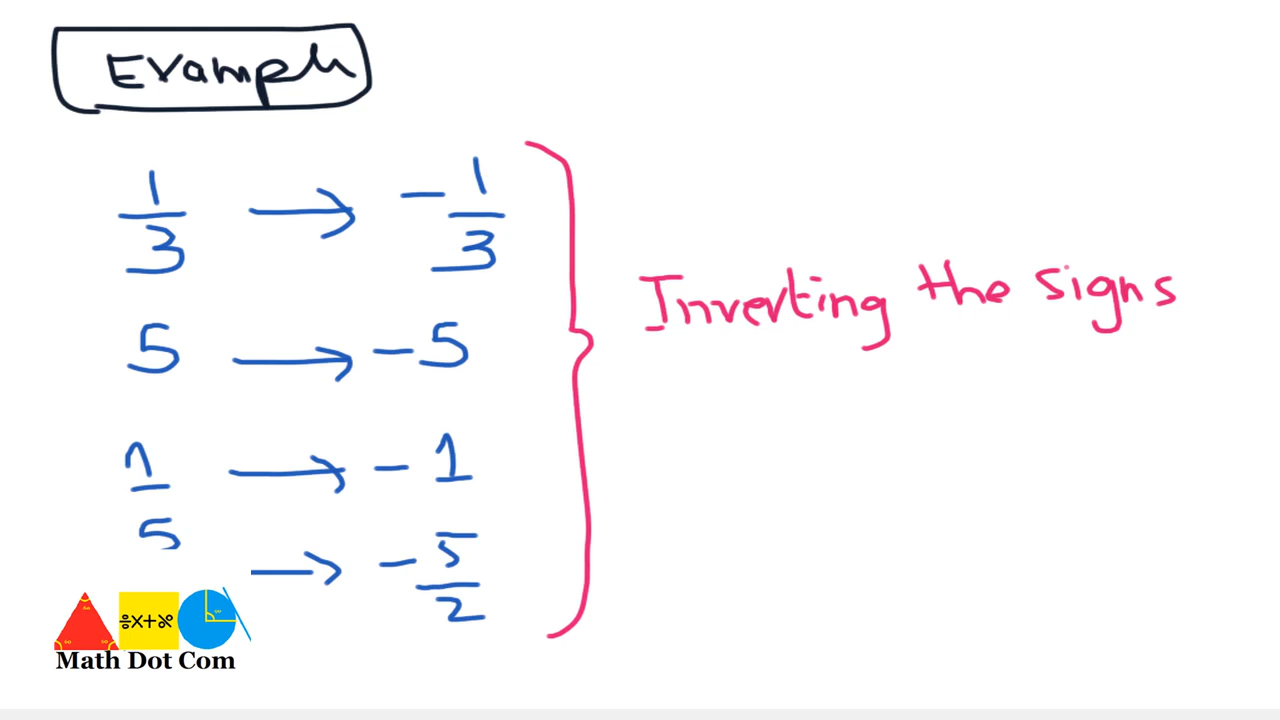 Example
1/3 → -1/3
5 → -5
1 → -1
5 → -5/2
Inverting the signs
÷×+%
Math Dot Com